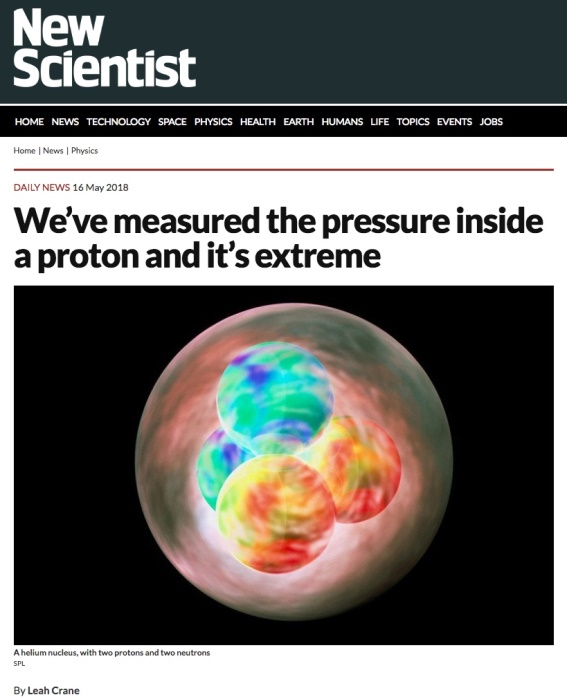 New
Scientist
HOME NEWS TECHNOLOGY SPACE PHYSICS HEALTH EARTH HUMANS LIFE TOPICS EVENTS JOBS
Home | News | Physics
DAILY NEWS 16 May 2018
We've measured the pressure inside
a proton and it's extreme
A helium nucleus, with two protons and two neutrons
SPL
By Leah Crane